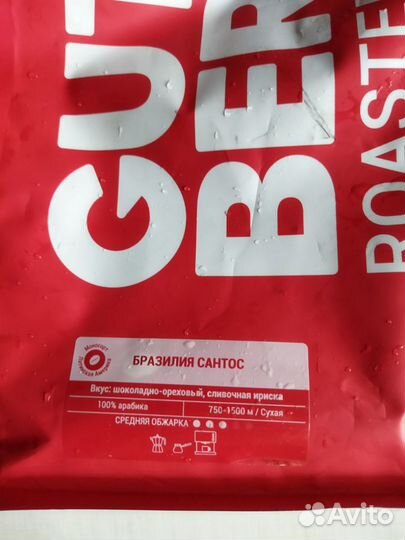 GUT
BER
ROASTE
Моносорт
Латинская Америка
БРАЗИЛИЯ САНТОС
Вкус: шоколадно-ореховый, сливочная ириска
100% арабика
750-1500 м / Сухая
СРЕДНЯЯ ОБЖАРКА
Avito